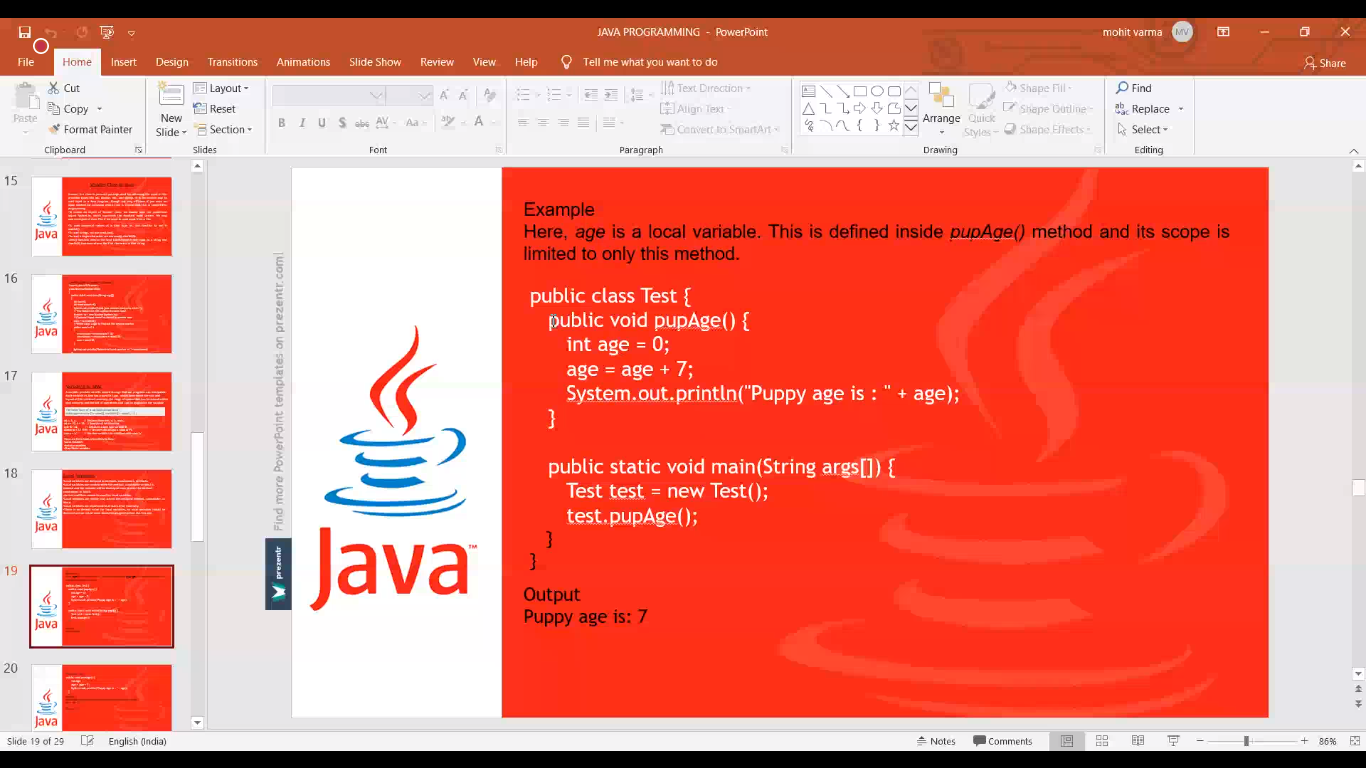 JAVA PROGRAMMING - PowerPoint
mohit varma
MV
File Home Insert Design Transitions Animations Slide Show Review View Help Tell me what you want to do
Share
Cut
Copy
Format Painter
Paste
Clipboard
New Slide
Layout
Reset
Section
Slides
B I U S abc AV Aa A
Font
Text Direction
Align Text
Convert to SmartArt
Paragraph
Arrange
Quick Styles
Shape Fill
Shape Outline
Shape Effects
Drawing
Find
Replace
Select
Editing
15
16
17
18
19
20
Java
Java
Java
Java
Java
Java
Find more PowerPoint templates on prezentr.com!
prezentr
Java™
Example
Here, age is a local variable. This is defined inside pupAge() method and its scope is
limited to only this method.
public class Test {
public void pupAge() {
int age = 0;
age = age + 7;
System.out.println("Puppy age is : " + age);
}
public static void main(String args[]) {
Test test = new Test();
test.pupAge();
}
}
Output
Puppy age is: 7
Slide 19 of 29
English (India)
Notes
Comments
86%